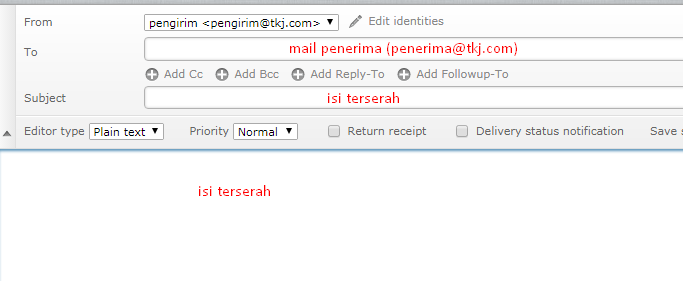 From pengirim <pengirim@tkj.com> Edit identities
To mail penerima (penerima@tkj.com)
Add Cc Add Bcc Add Reply-To Add Followup-To
Subject isi terserah
Editor type Plain text Priority Normal Return receipt Delivery status notification Save
isi terserah